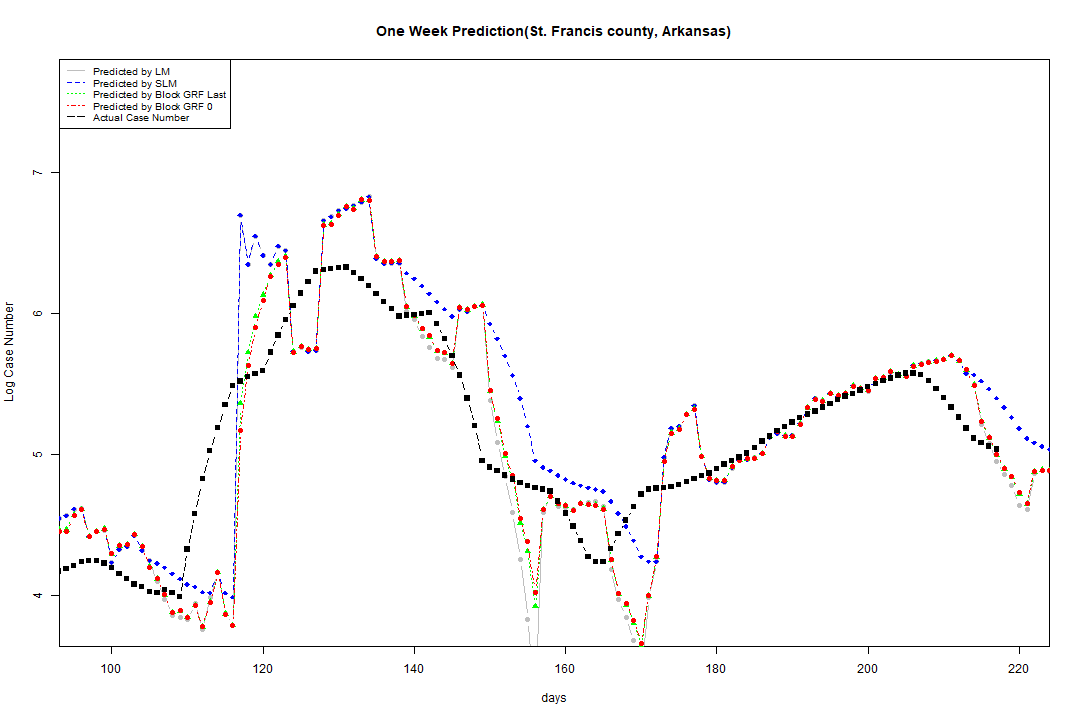 One Week Prediction(St. Francis county, Arkansas)
Predicted by LM
Predicted by SLM
Predicted by Block GRF Last
Predicted by Block GRF 0
Actual Case Number
Log Case Number
7
6
5
4
100 120 140 160 180 200 220
days